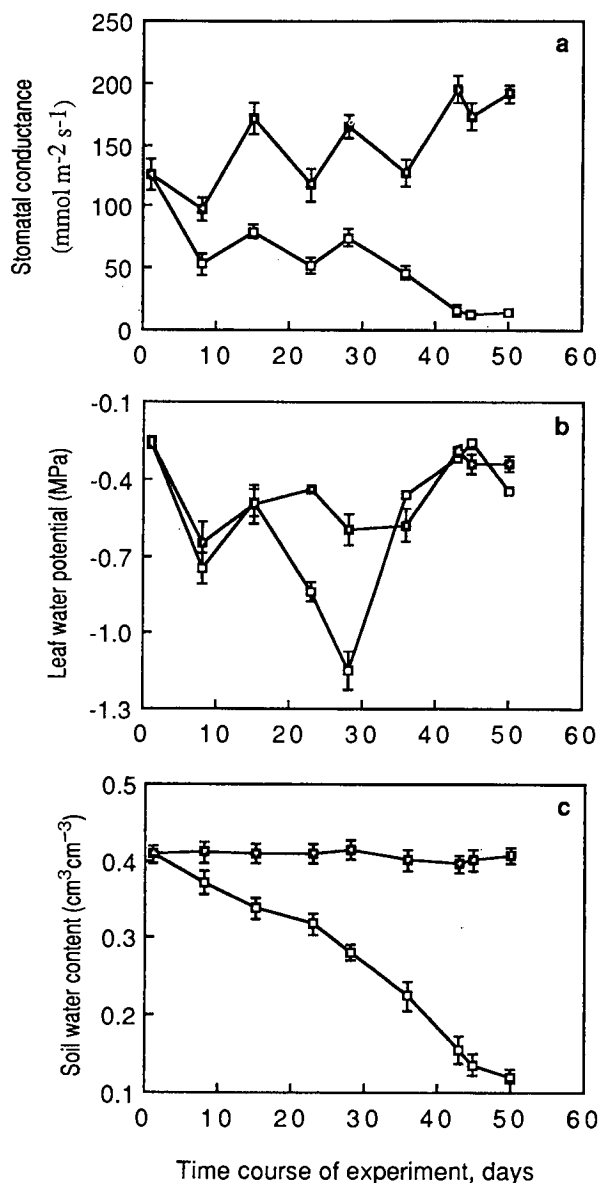 a
Stomatal conductance
(mmol m⁻² s⁻¹)
250
200
150
100
50
0
0 10 20 30 40 50 60
b
Leaf water potential (MPa)
-0.1
-0.4
-0.7
-1.0
-1.3
0 10 20 30 40 50 60
c
Soil water content (cm³cm⁻³)
0.5
0.4
0.3
0.2
0.1
0 10 20 30 40 50 60
Time course of experiment, days